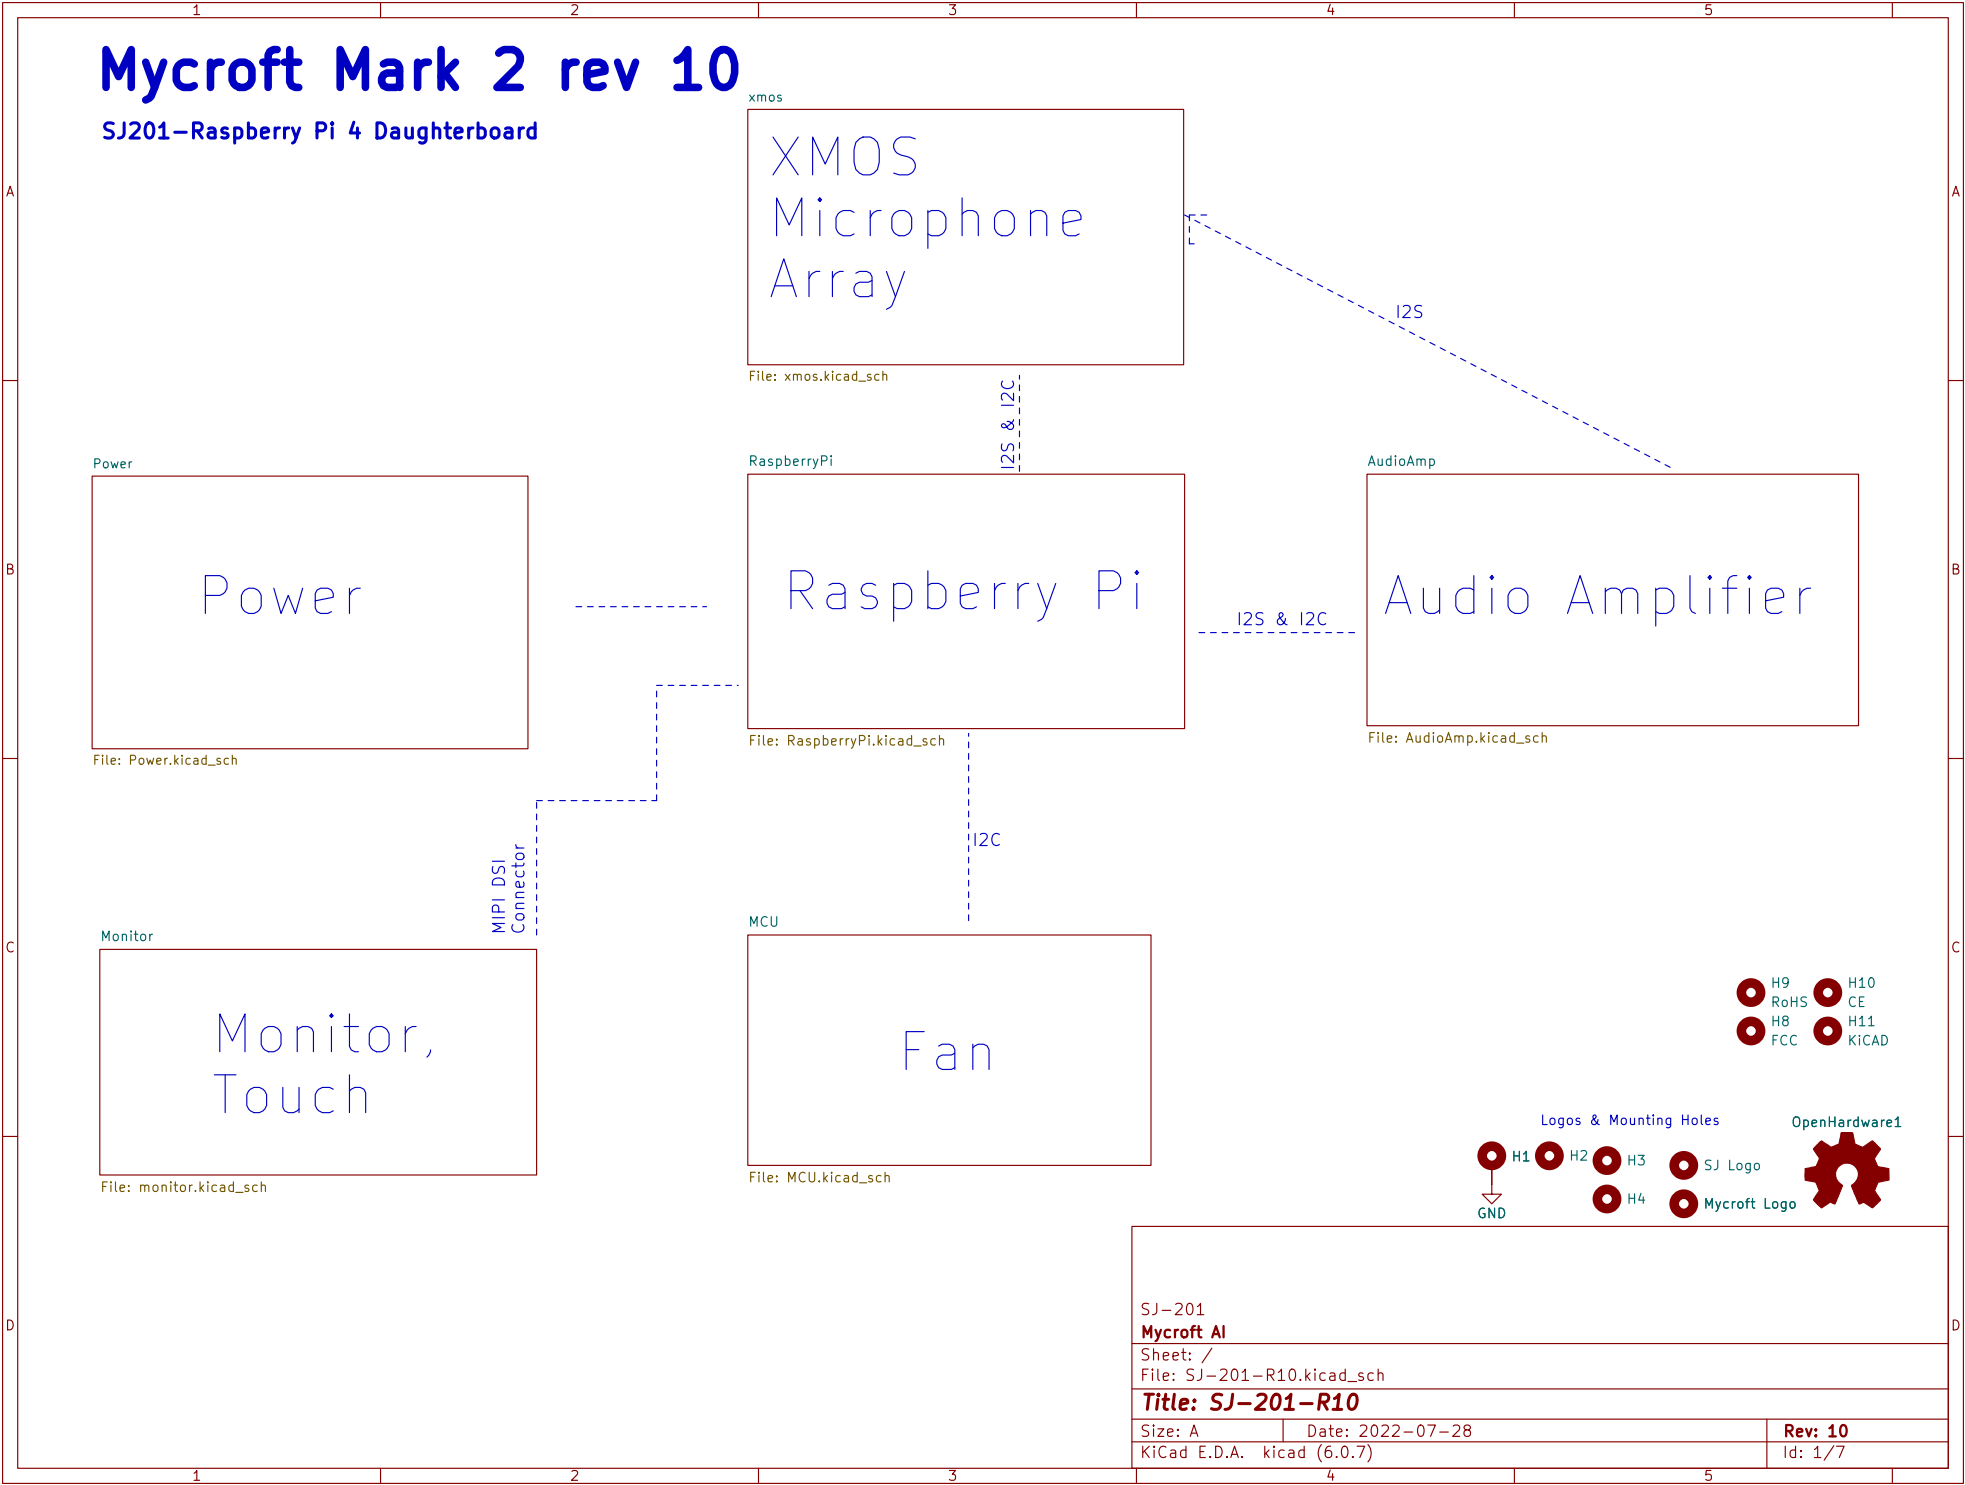 1 2 3 4 5
Mycroft Mark 2 rev 10
SJ201-Raspberry Pi 4 Daughterboard
xmos
XMOS
Microphone
Array
File: xmos.kicad_sch
A
A
I2S
I2S & I2C
Power
Power
File: Power.kicad_sch
RaspberryPi
Raspberry Pi
File: RaspberryPi.kicad_sch
I2S & I2C
AudioAmp
Audio Amplifier
File: AudioAmp.kicad_sch
B
B
MIPI DSI
Connector
I2C
Monitor
Monitor,
Touch
File: monitor.kicad_sch
MCU
Fan
File: MCU.kicad_sch
C
C
H9
RoHS
H10
CE
H8
FCC
H11
KiCAD
Logos & Mounting Holes
OpenHardware1
H1
H2
H3
SJ Logo
H4
Mycroft Logo
GND
D
D
SJ-201
Mycroft AI
Sheet: /
File: SJ-201-R10.kicad_sch
Title: SJ-201-R10
Size: A Date: 2022-07-28 Rev: 10
KiCad E.D.A. kicad (6.0.7) Id: 1/7
1 2 3 4 5